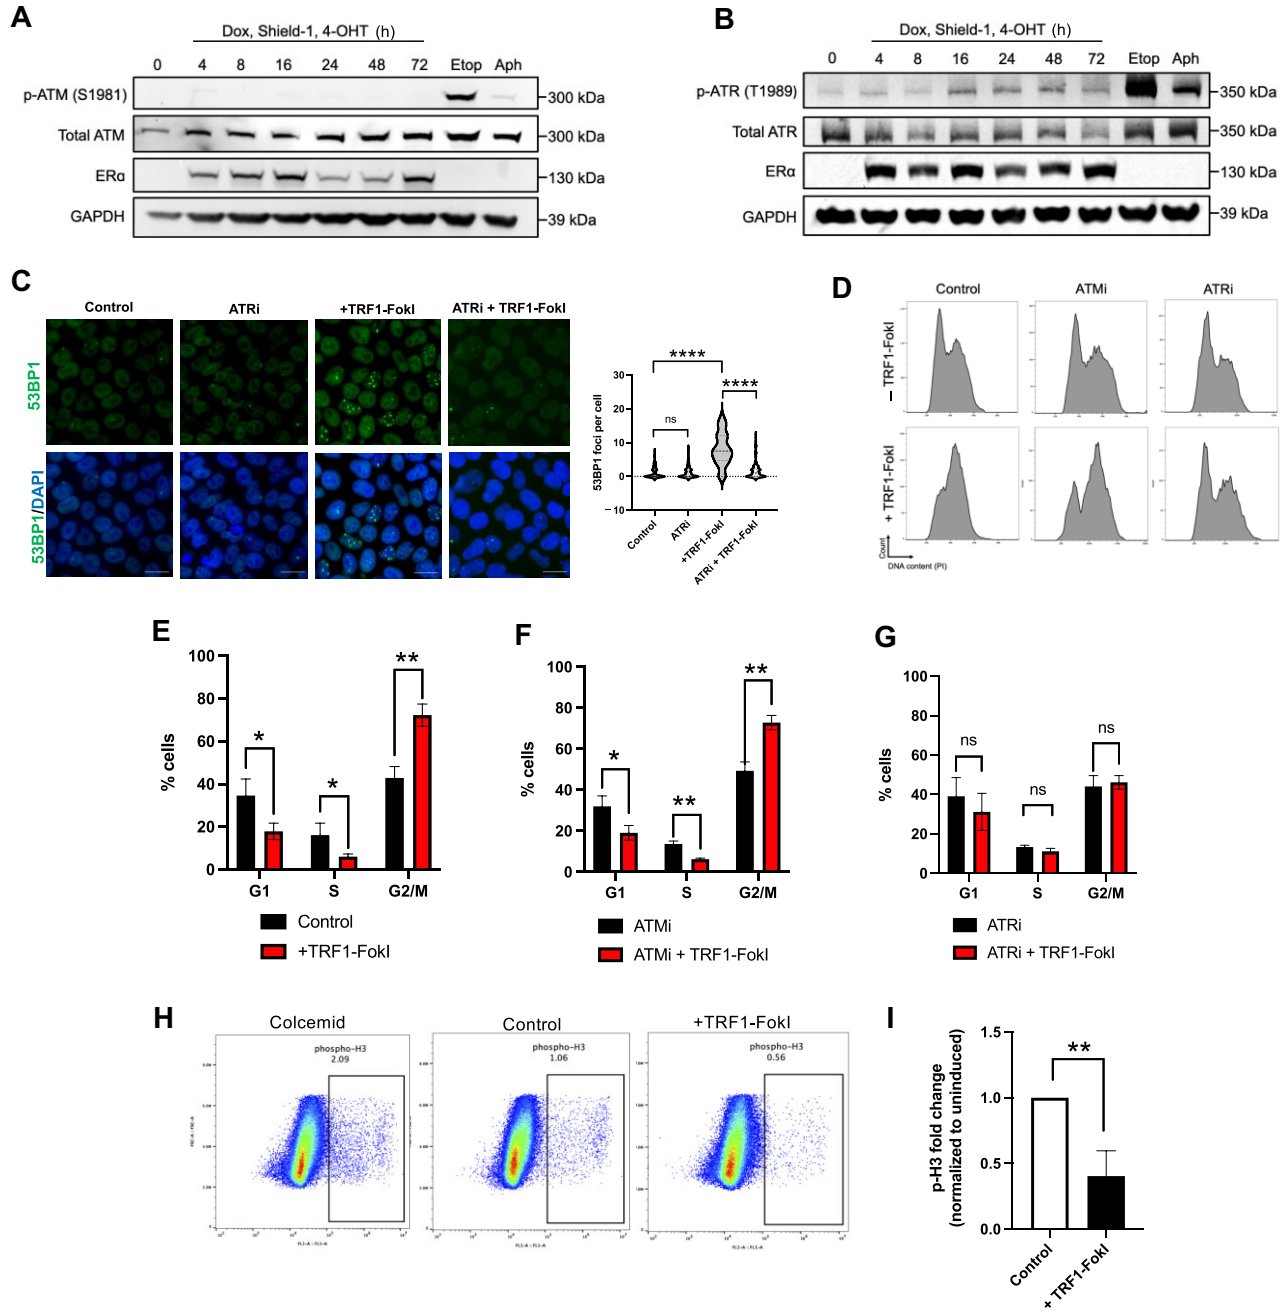 A
Dox, Shield-1, 4-OHT (h)
0 4 8 16 24 48 72 Etop Aph
p-ATM (S1981)
300 kDa
Total ATM
300 kDa
ERα
130 kDa
GAPDH
39 kDa
B
Dox, Shield-1, 4-OHT (h)
0 4 8 16 24 48 72 Etop Aph
p-ATR (T1989)
350 kDa
Total ATR
350 kDa
ERα
130 kDa
GAPDH
39 kDa
C
Control ATRi +TRF1-FokI ATRi + TRF1-FokI
53BP1
53BP1/DAPI
53BP1 foci per cell
30
20
10
0
−10
****
****
ns
Control
ATRi
+TRF1-FokI
ATRi + TRF1-FokI
D
Control ATMi ATRi
− TRF1-FokI
+ TRF1-FokI
Count
DNA content (PI)
E
% cells
100
80
60
40
20
0
* * **
G1 S G2/M
Control
+TRF1-FokI
F
% cells
100
80
60
40
20
0
* ** **
G1 S G2/M
ATMi
ATMi + TRF1-FokI
G
% cells
100
80
60
40
20
0
ns ns ns
G1 S G2/M
ATRi
ATRi + TRF1-FokI
H
Colcemid
phospho-H3
2.09
Control
phospho-H3
1.06
+TRF1-FokI
phospho-H3
0.56
FL1-A :: FL1-A
FL1-A :: FL1-A
FL1-A :: FL1-A
I
p-H3 fold change
(normalized to uninduced)
1.5
1.0
0.5
0.0
**
Control
+ TRF1-FokI